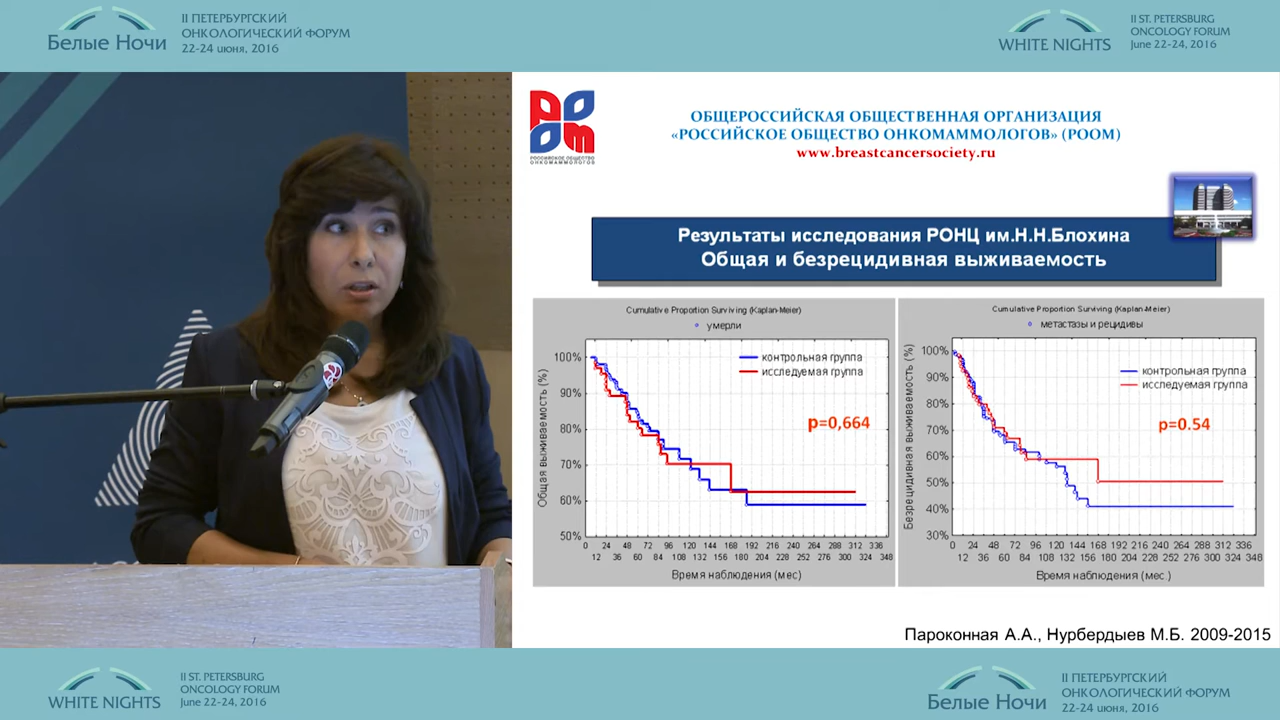 Белые Ночи
II ПЕТЕРБУРГСКИЙ
ОНКОЛОГИЧЕСКИЙ ФОРУМ
22-24 июня, 2016
WHITE NIGHTS
II ST. PETERSBURG
ONCOLOGY FORUM
June 22-24, 2016
РООМ
РОССИЙСКОЕ ОБЩЕСТВО
ОНКОМАММОЛОГОВ
ОБЩЕРОССИЙСКАЯ ОБЩЕСТВЕННАЯ ОРГАНИЗАЦИЯ
«РОССИЙСКОЕ ОБЩЕСТВО ОНКОМАММОЛОГОВ» (РООМ)
www.breastcancersociety.ru
Результаты исследования РОНЦ им.Н.Н.Блохина
Общая и безрецидивная выживаемость
Cumulative Proportion Surviving (Kaplan-Meier)
умерли
контрольная группа
исследуемая группа
p=0,664
Общая выживаемость (%)
100%
90%
80%
70%
60%
50%
0 24 48 72 96 120 144 168 192 216 240 264 288 312 336
12 36 60 84 108 132 156 180 204 228 252 276 300 324 348
Время наблюдения (мес)
Cumulative Proportion Surviving (Kaplan-Meier)
метастазы и рецидивы
контрольная группа
исследуемая группа
p=0.54
Безрецидивная выживаемость (%)
100%
90%
80%
70%
60%
50%
40%
30%
0 24 48 72 96 120 144 168 192 216 240 264 288 312 336
12 36 60 84 108 132 156 180 204 228 252 276 300 324 348
Время наблюдения (мес.)
Пароконная А.А., Нурбердыев М.Б. 2009-2015
WHITE NIGHTS
II ST. PETERSBURG
ONCOLOGY FORUM
June 22-24, 2016
Белые Ночи
II ПЕТЕРБУРГСКИЙ
ОНКОЛОГИЧЕСКИЙ ФОРУМ
22-24 июня, 2016